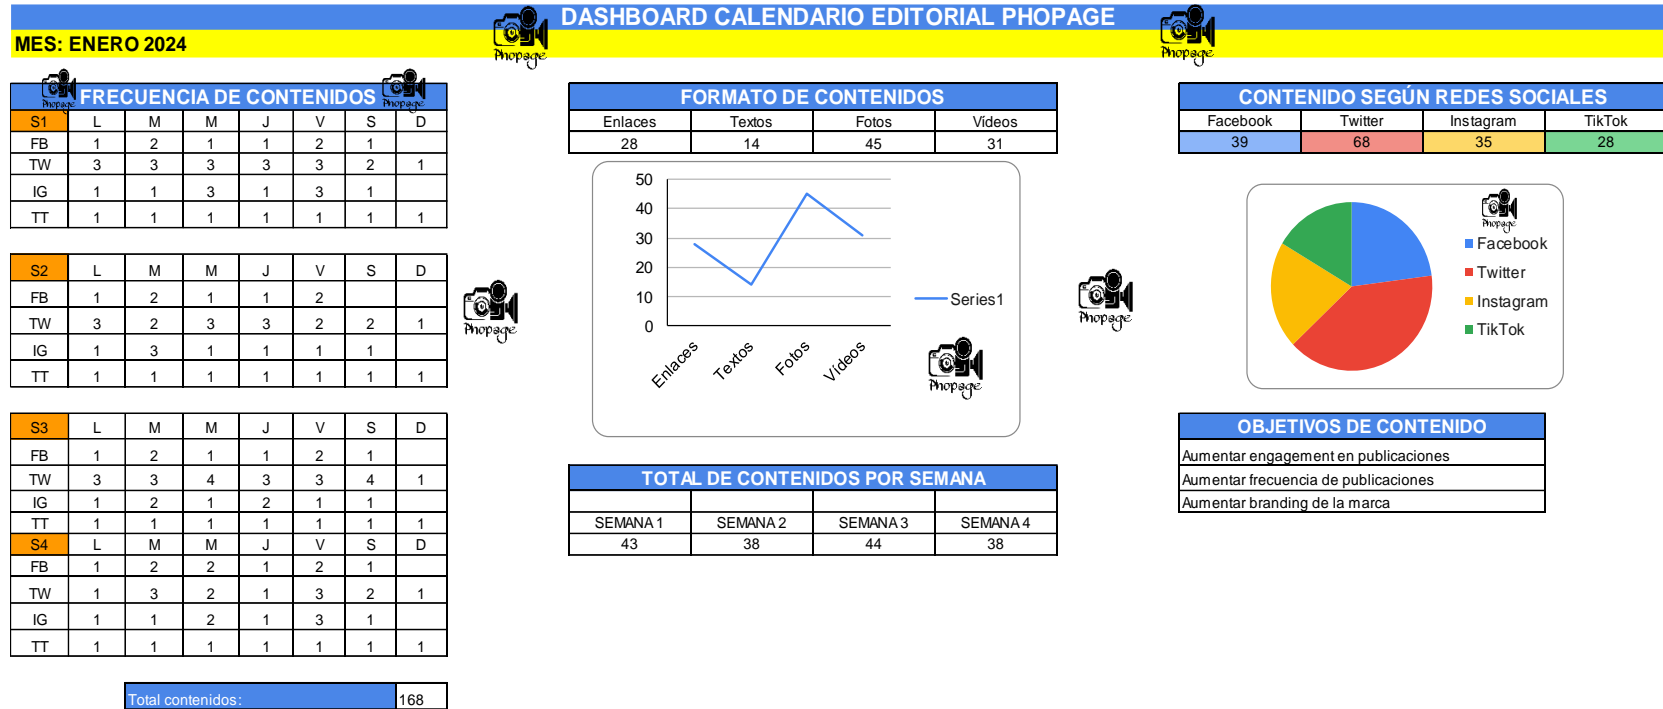 DASHBOARD CALENDARIO EDITORIAL PHOPAGE
Phopage
Phopage
MES: ENERO 2024
Phopage FRECUENCIA DE CONTENIDOS Phopage
S1 L M M J V S D
FB 1 2 1 1 2 1
TW 3 3 3 3 3 2 1
IG 1 1 3 1 3 1
TT 1 1 1 1 1 1 1
S2 L M M J V S D
FB 1 2 1 1 2
TW 3 2 3 3 2 2 1
IG 1 3 1 1 1 1
TT 1 1 1 1 1 1 1
S3 L M M J V S D
FB 1 2 1 1 2 1
TW 3 3 4 3 3 4 1
IG 1 2 1 2 1 1
TT 1 1 1 1 1 1 1
S4 L M M J V S D
FB 1 2 2 1 2 1
TW 1 3 2 1 3 2 1
IG 1 1 2 1 3 1
TT 1 1 1 1 1 1 1
Total contenidos: 168
Phopage
FORMATO DE CONTENIDOS
Enlaces Textos Fotos Vídeos
28 14 45 31
50
40
30
20
10
0
Enlaces Textos Fotos Vídeos
Series1
Phopage
TOTAL DE CONTENIDOS POR SEMANA
SEMANA 1 SEMANA 2 SEMANA 3 SEMANA 4
43 38 44 38
Phopage
CONTENIDO SEGÚN REDES SOCIALES
Facebook Twitter Instagram TikTok
39 68 35 28
Phopage
Facebook
Twitter
Instagram
TikTok
OBJETIVOS DE CONTENIDO
Aumentar engagement en publicaciones
Aumentar frecuencia de publicaciones
Aumentar branding de la marca